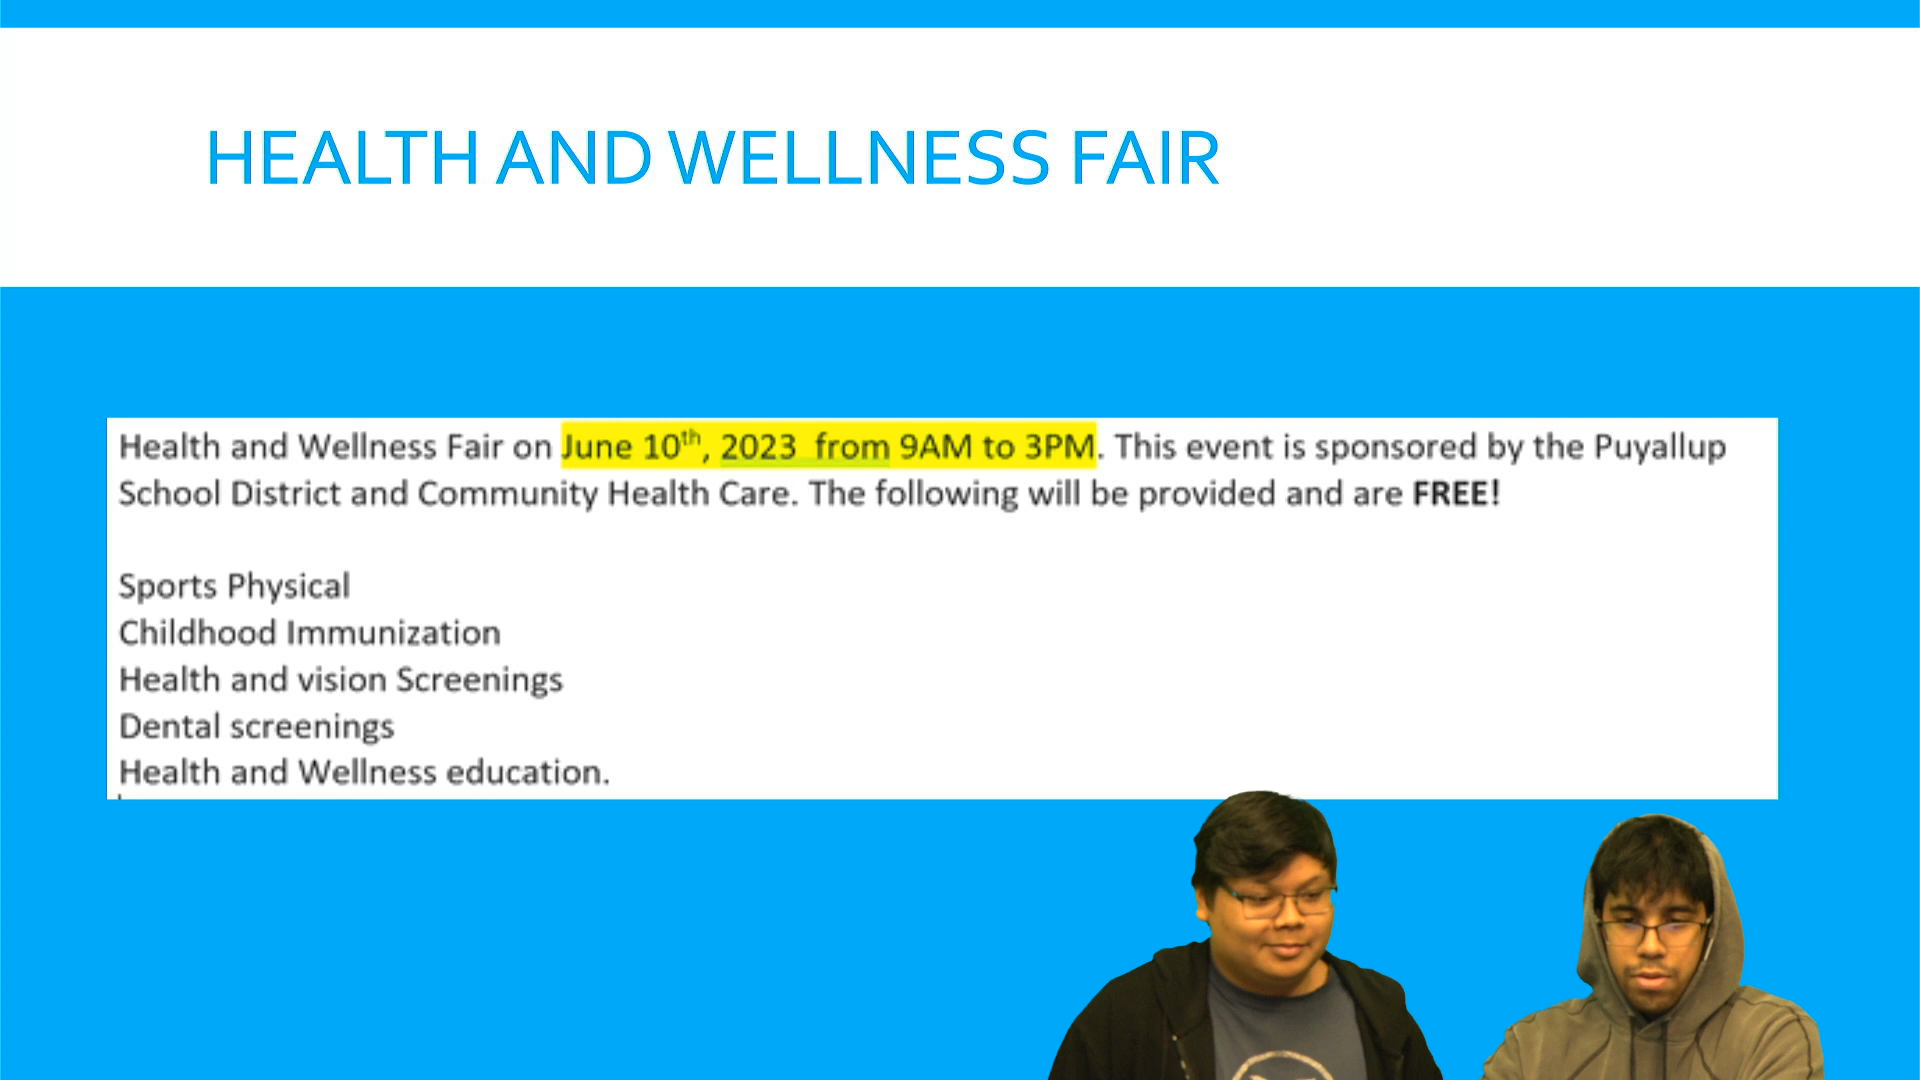 HEALTH AND WELLNESS FAIR
Health and Wellness Fair on June 10th, 2023  from 9AM to 3PM. This event is sponsored by the Puyallup
School District and Community Health Care. The following will be provided and are FREE!
Sports Physical
Childhood Immunization
Health and vision Screenings
Dental screenings
Health and Wellness education.